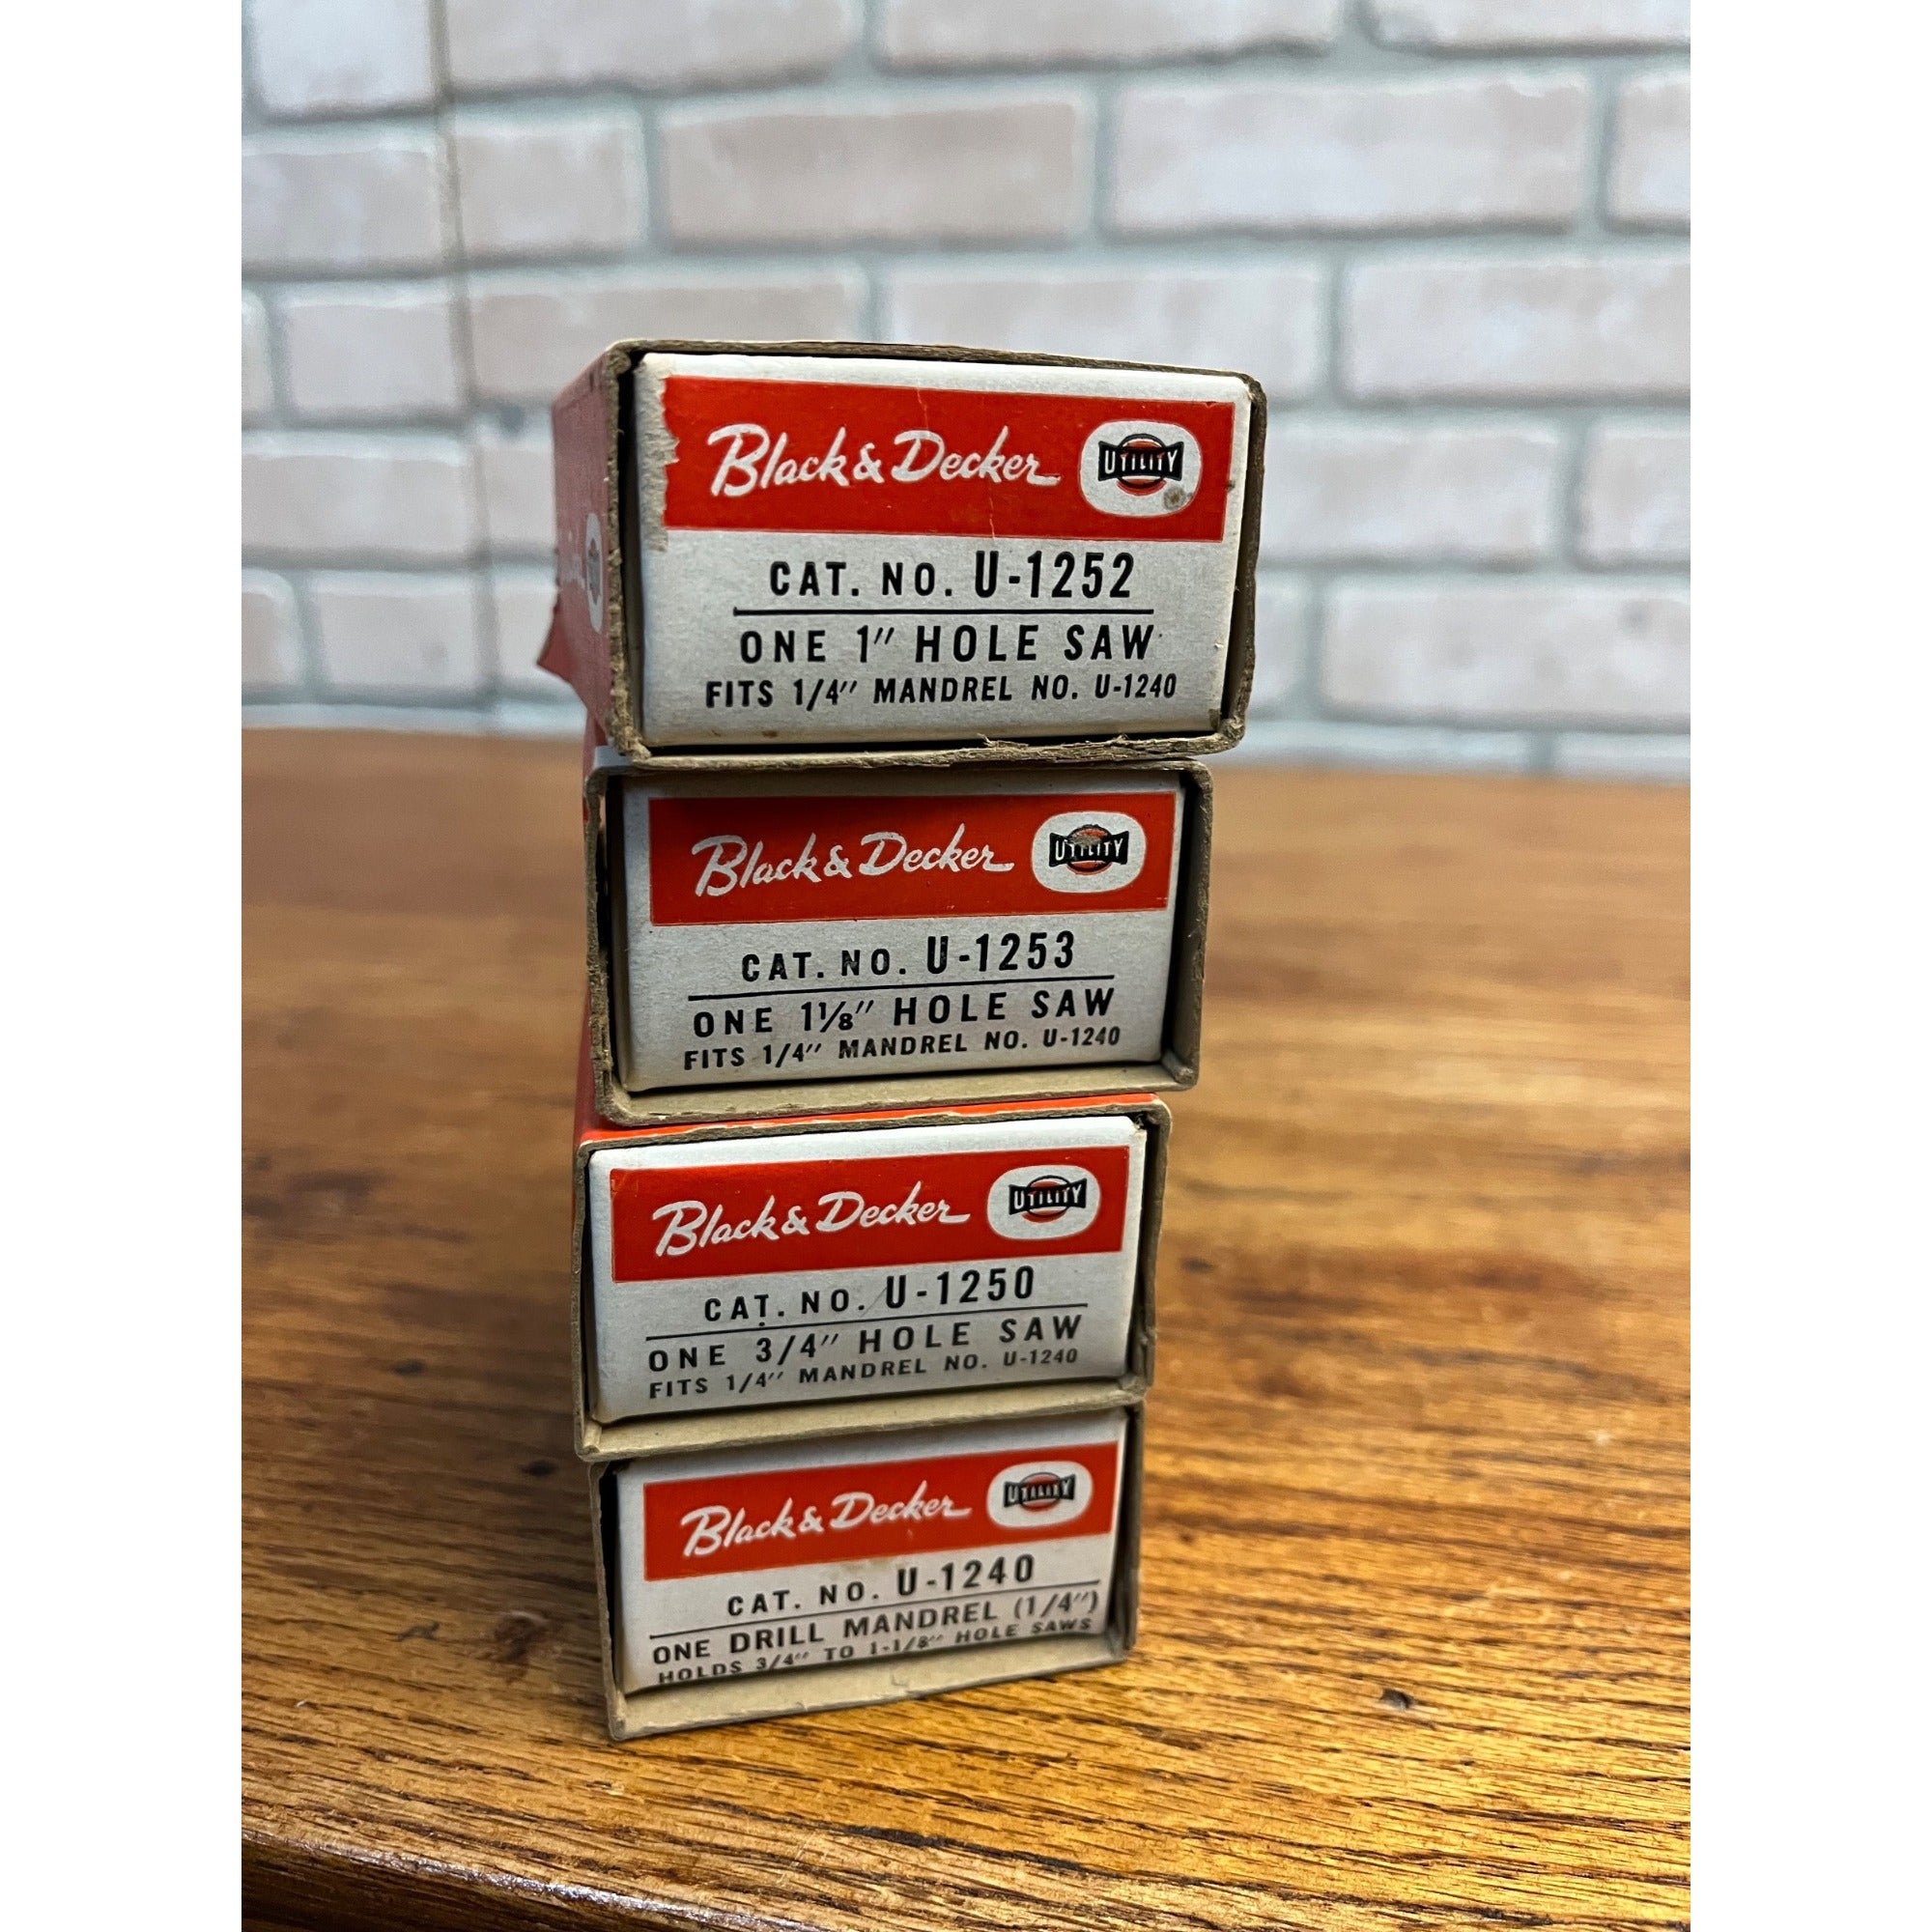 Black & Decker UTILITY
CAT. NO. U-1252
ONE 1" HOLE SAW
FITS 1/4" MANDREL NO. U-1240
Black & Decker UTILITY
CAT. NO. U-1253
ONE 1⅛" HOLE SAW
FITS 1/4" MANDREL NO. U-1240
Black & Decker UTILITY
CAT. NO. U-1250
ONE 3/4" HOLE SAW
FITS 1/4" MANDREL NO. U-1240
Black & Decker UTILITY
CAT. NO. U-1240
ONE DRILL MANDREL (1/4")
HOLDS 3/4" TO 1-1/8" HOLE SAWS